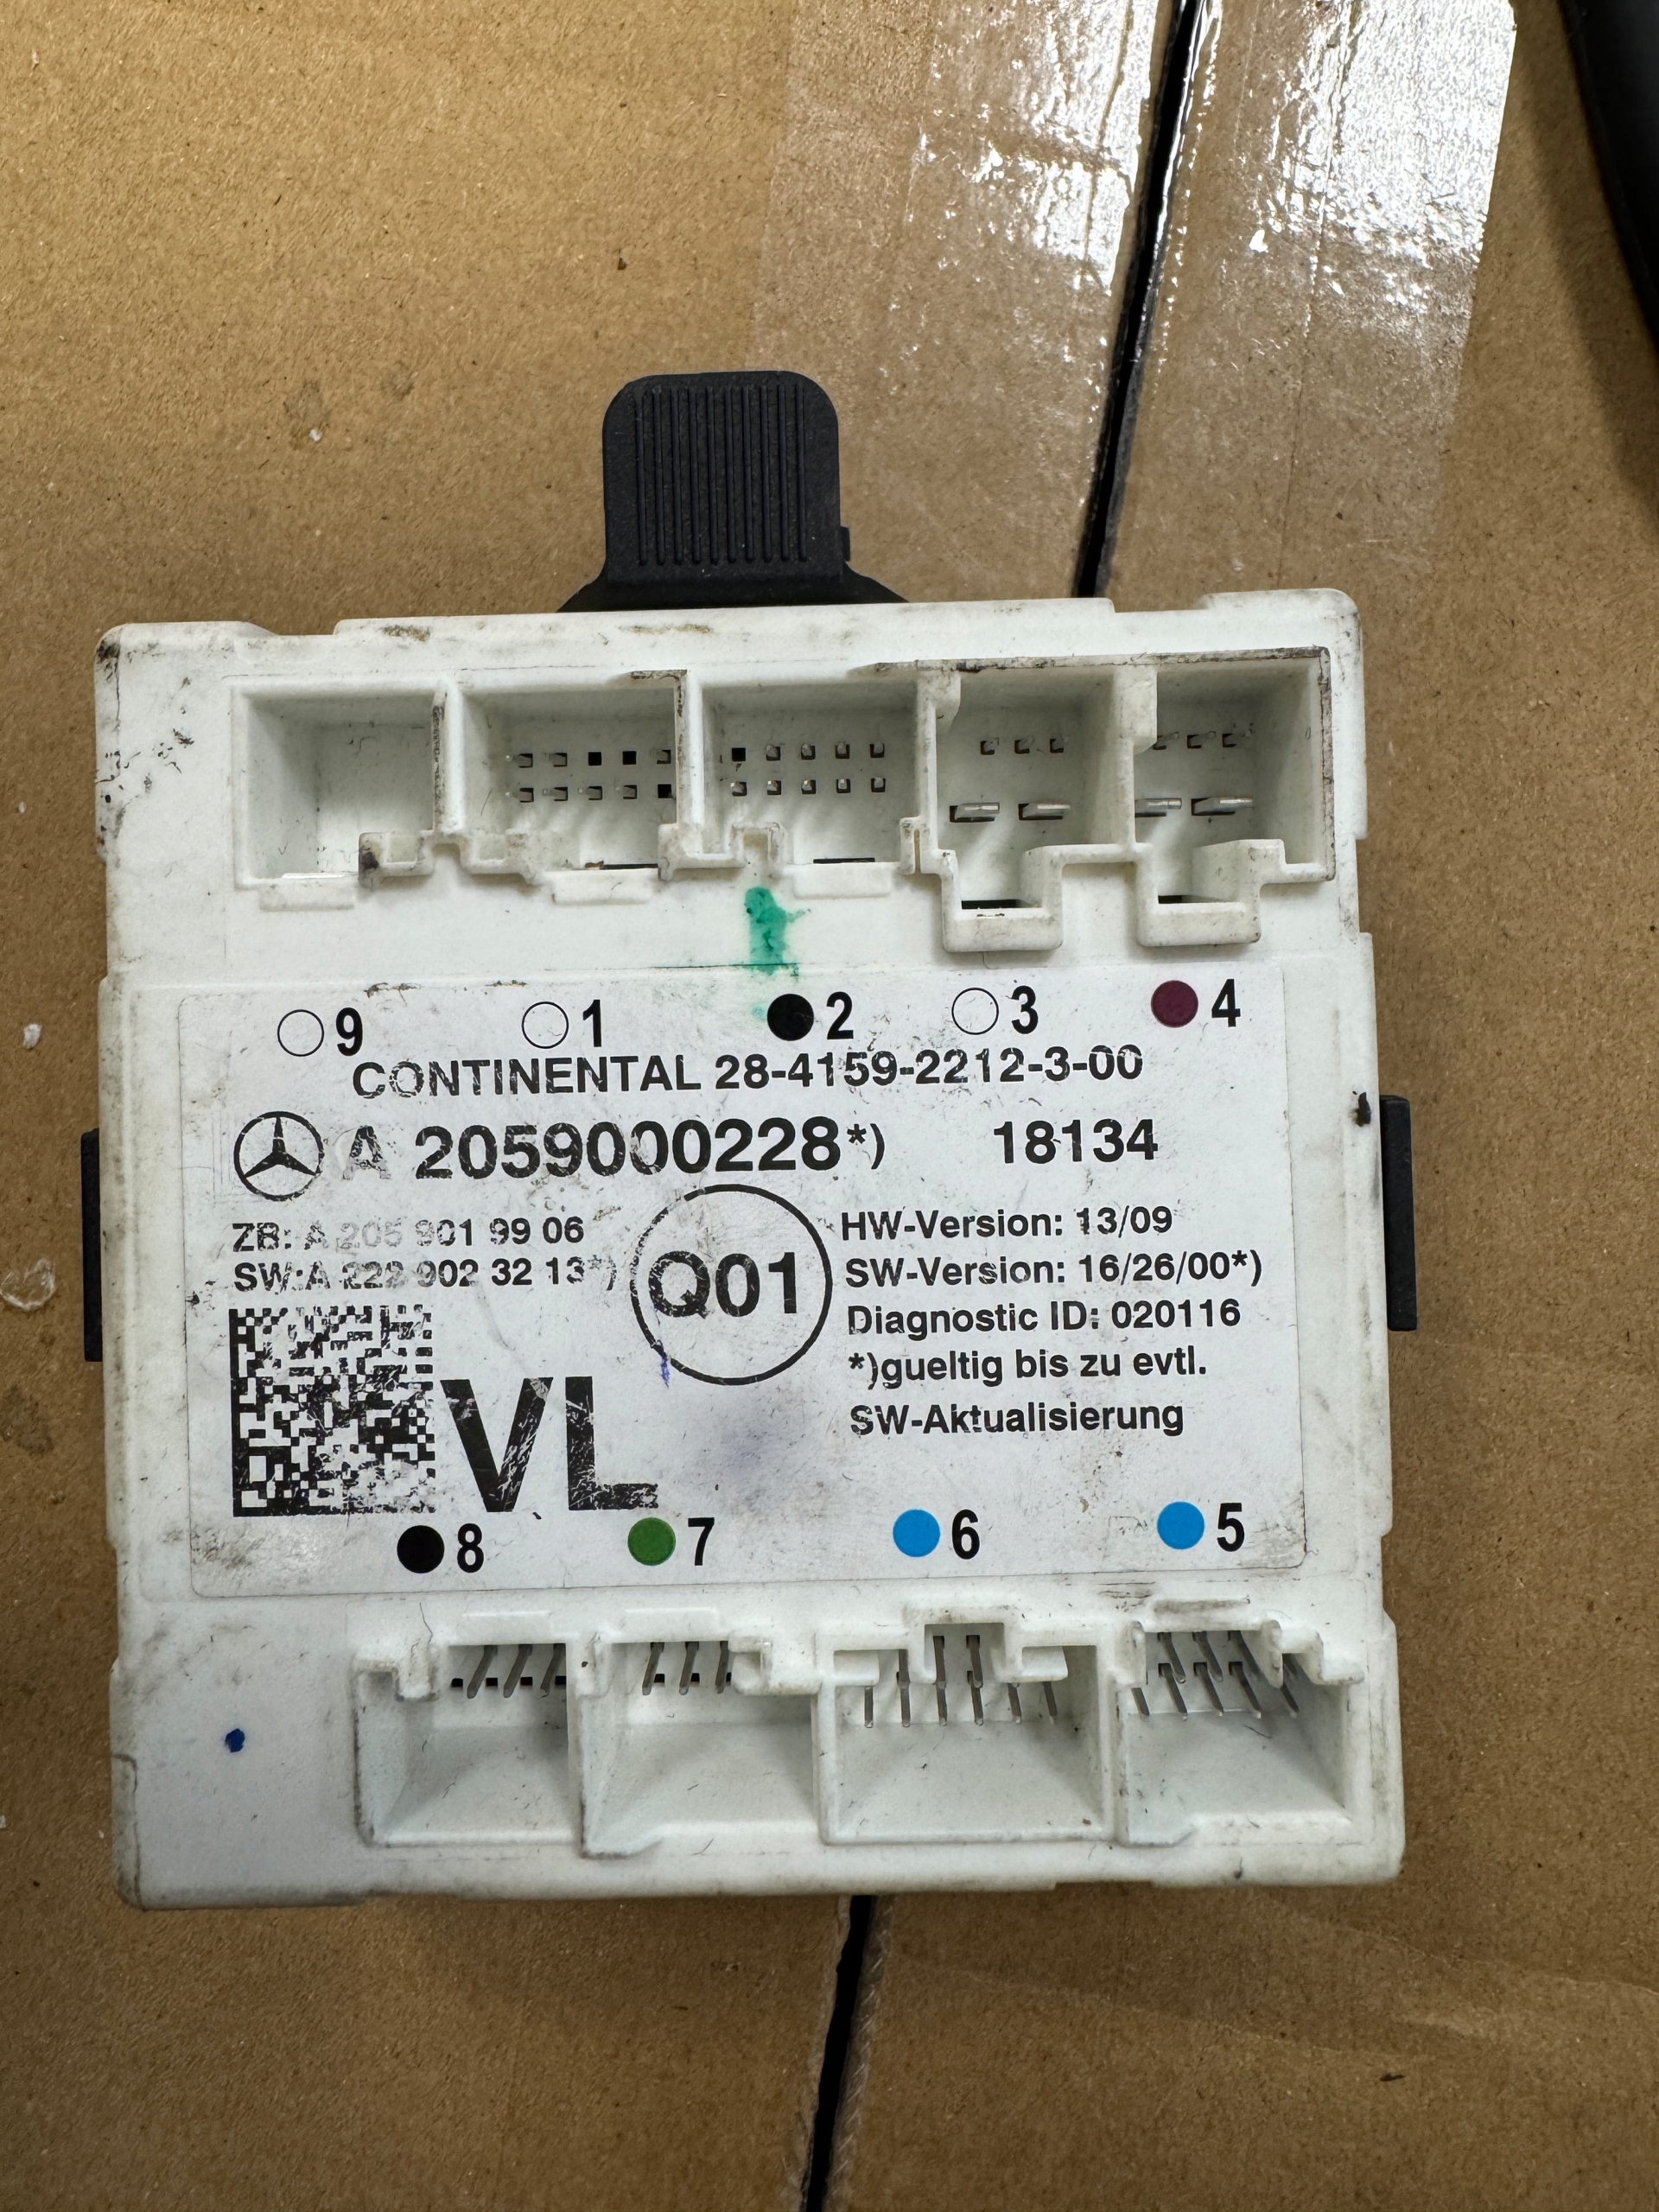 9 1 2 3 4
CONTINENTAL 28-4159-2212-3-00
A 2059000228*) 18134
ZB: A 205 901 99 06
SW:A 222 902 32 13*)
Q01
HW-Version: 13/09
SW-Version: 16/26/00*)
Diagnostic ID: 020116
*)gueltig bis zu evtl.
SW-Aktualisierung
VL
8 7 6 5